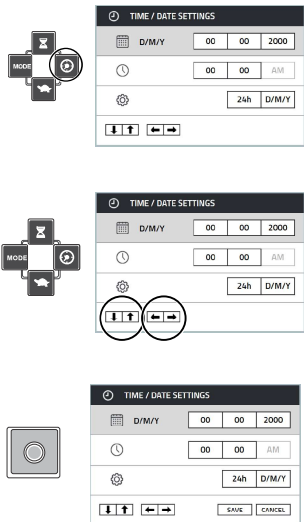 MODE
TIME / DATE SETTINGS
D/M/Y 00 00 2000
00 00 AM
24h D/M/Y
MODE
TIME / DATE SETTINGS
D/M/Y 00 00 2000
00 00 AM
24h D/M/Y
TIME / DATE SETTINGS
D/M/Y 00 00 2000
00 00 AM
24h D/M/Y
SAVE CANCEL